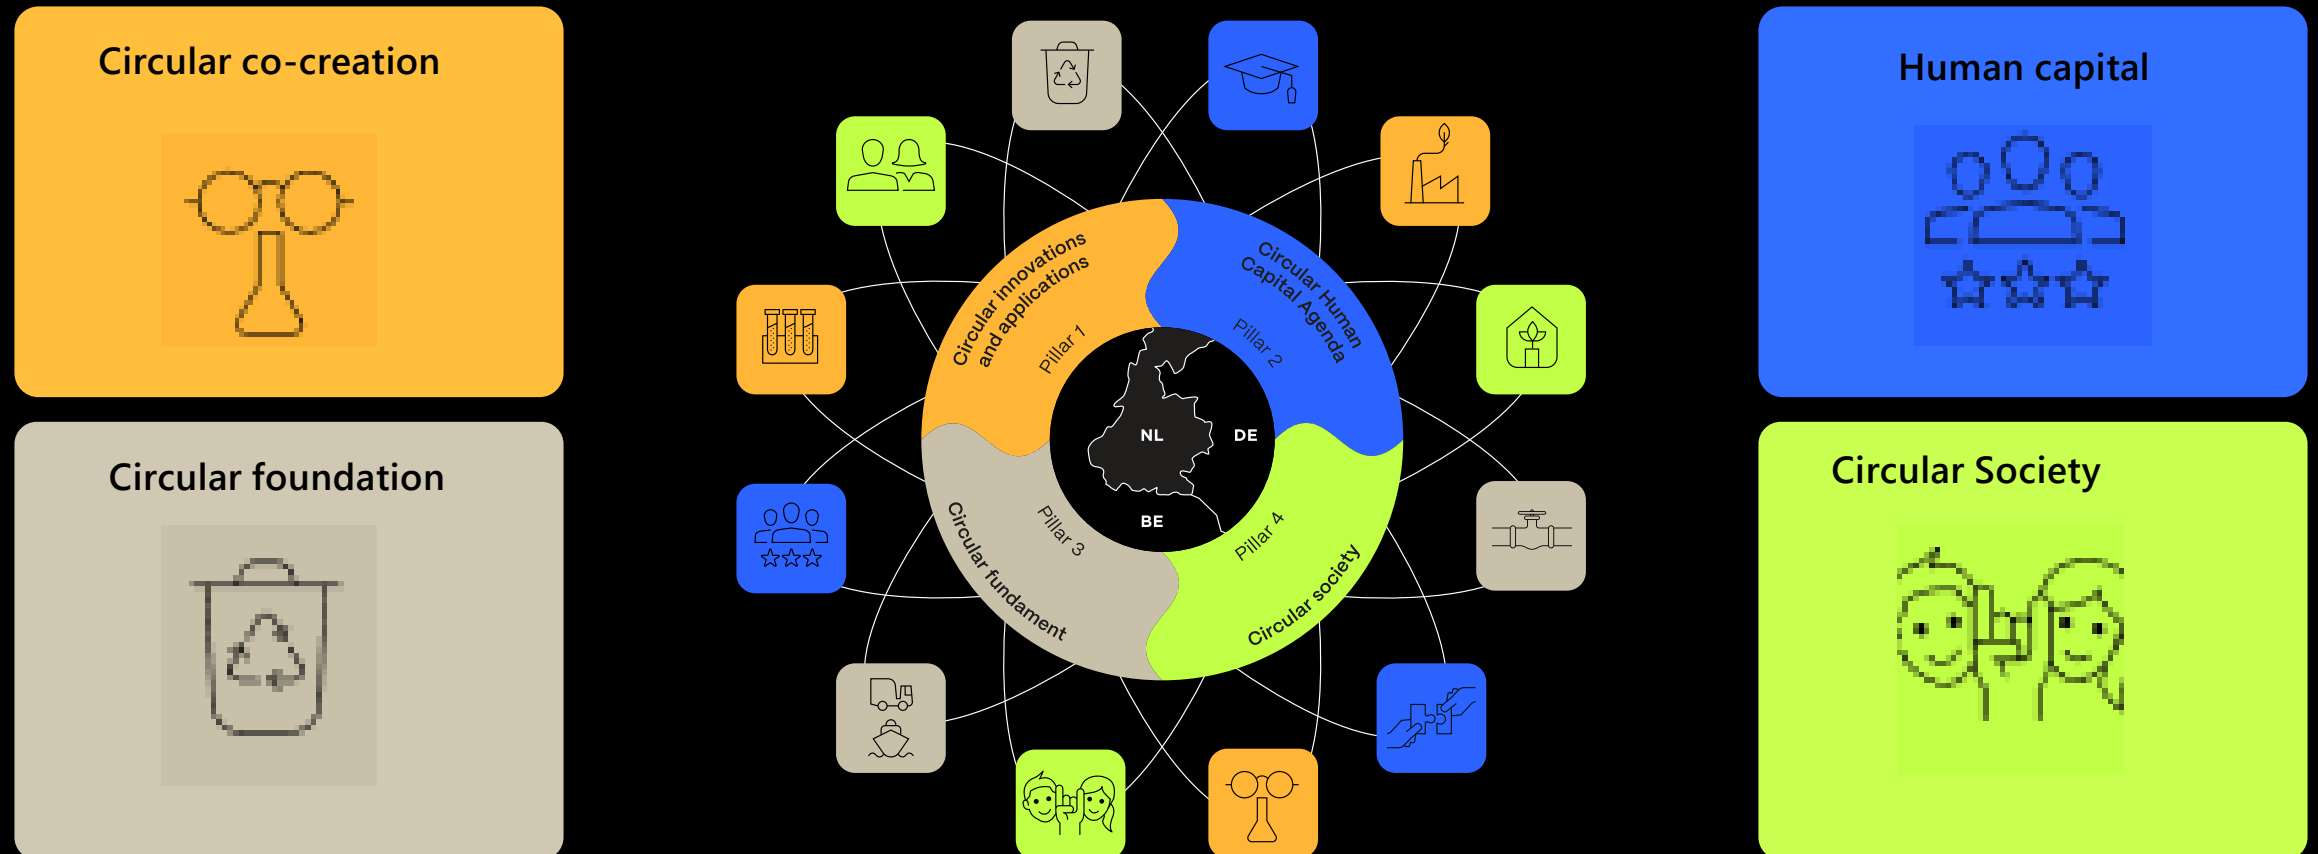 Circular co-creation
Human capital
Circular innovations
and applications
Pillar 1
Circular Human
Capital Agenda
Pillar 2
NL
DE
BE
Circular foundation
Circular Society
Pillar 3
Circular fundament
Pillar 4
Circular society